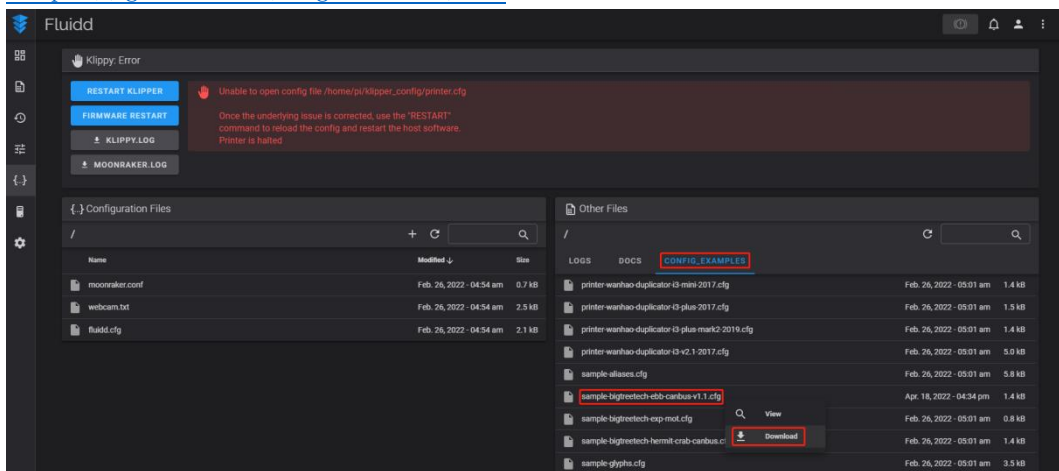 Fluidd
Klippy: Error
RESTART KLIPPER
FIRMWARE RESTART
KLIPPY.LOG
MOONRAKER.LOG
Unable to open config file /home/pi/klipper_config/printer.cfg
Once the underlying issue is corrected, use the "RESTART"
command to reload the config and restart the host software.
Printer is halted
{..} Configuration Files
/
Name Modified ↓ Size
moonraker.conf Feb. 26, 2022 - 04:54 am 0.7 kB
webcam.txt Feb. 26, 2022 - 04:54 am 2.5 kB
fluidd.cfg Feb. 26, 2022 - 04:54 am 2.1 kB
Other Files
/
LOGS DOCS CONFIG_EXAMPLES
printer-wanhao-duplicator-i3-mini-2017.cfg Feb. 26, 2022 - 05:01 am 1.4 kB
printer-wanhao-duplicator-i3-plus-2017.cfg Feb. 26, 2022 - 05:01 am 1.5 kB
printer-wanhao-duplicator-i3-plus-mark2-2019.cfg Feb. 26, 2022 - 05:01 am 1.4 kB
printer-wanhao-duplicator-i3-v2.1-2017.cfg Feb. 26, 2022 - 05:01 am 5.0 kB
sample-aliases.cfg Feb. 26, 2022 - 05:01 am 5.8 kB
sample-bigtreetech-ebb-canbus-v1.1.cfg Apr. 18, 2022 - 04:34 pm 1.4 kB
View
sample-bigtreetech-exp-mot.cfg Feb. 26, 2022 - 05:01 am 0.8 kB
Download
sample-bigtreetech-hermit-crab-canbus.c Feb. 26, 2022 - 05:01 am 1.4 kB
sample-glyphs.cfg Feb. 26, 2022 - 05:01 am 3.5 kB